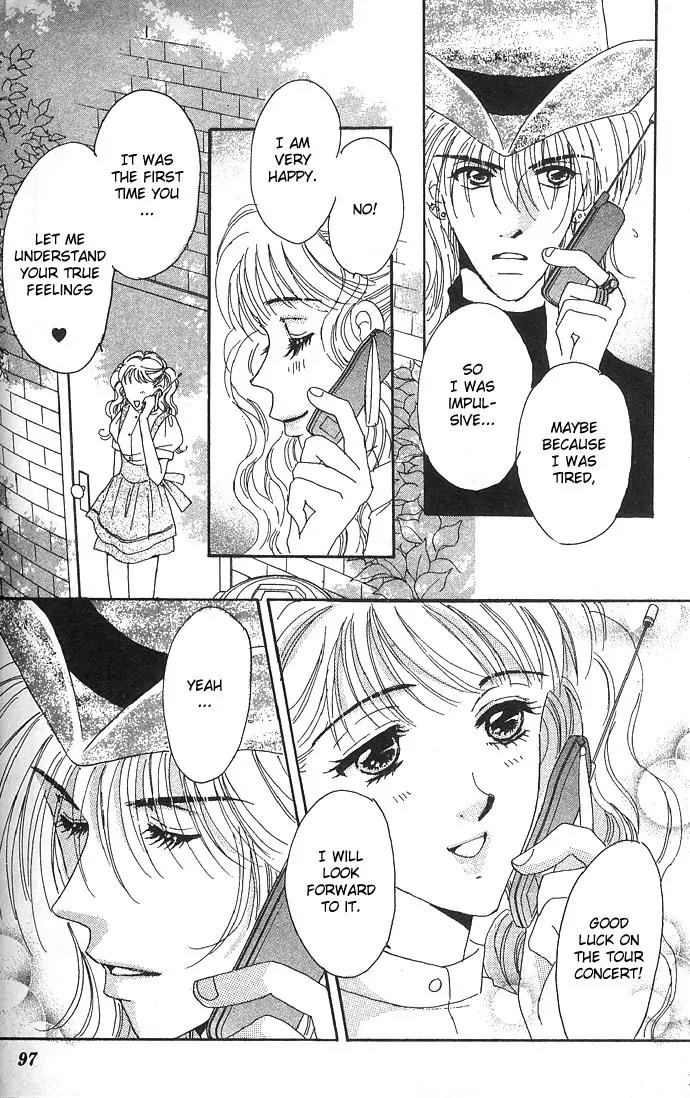 MAYBE
BECAUSE
I WAS
TIRED,
SO
I WAS
IMPUL-
SIVE...
NO!
I AM
VERY
HAPPY.
IT WAS
THE FIRST
TIME YOU
...
LET ME
UNDERSTAND
YOUR TRUE
FEELINGS
♥
GOOD
LUCK ON
THE TOUR
CONCERT!
I WILL
LOOK
FORWARD
TO IT.
YEAH
...
97